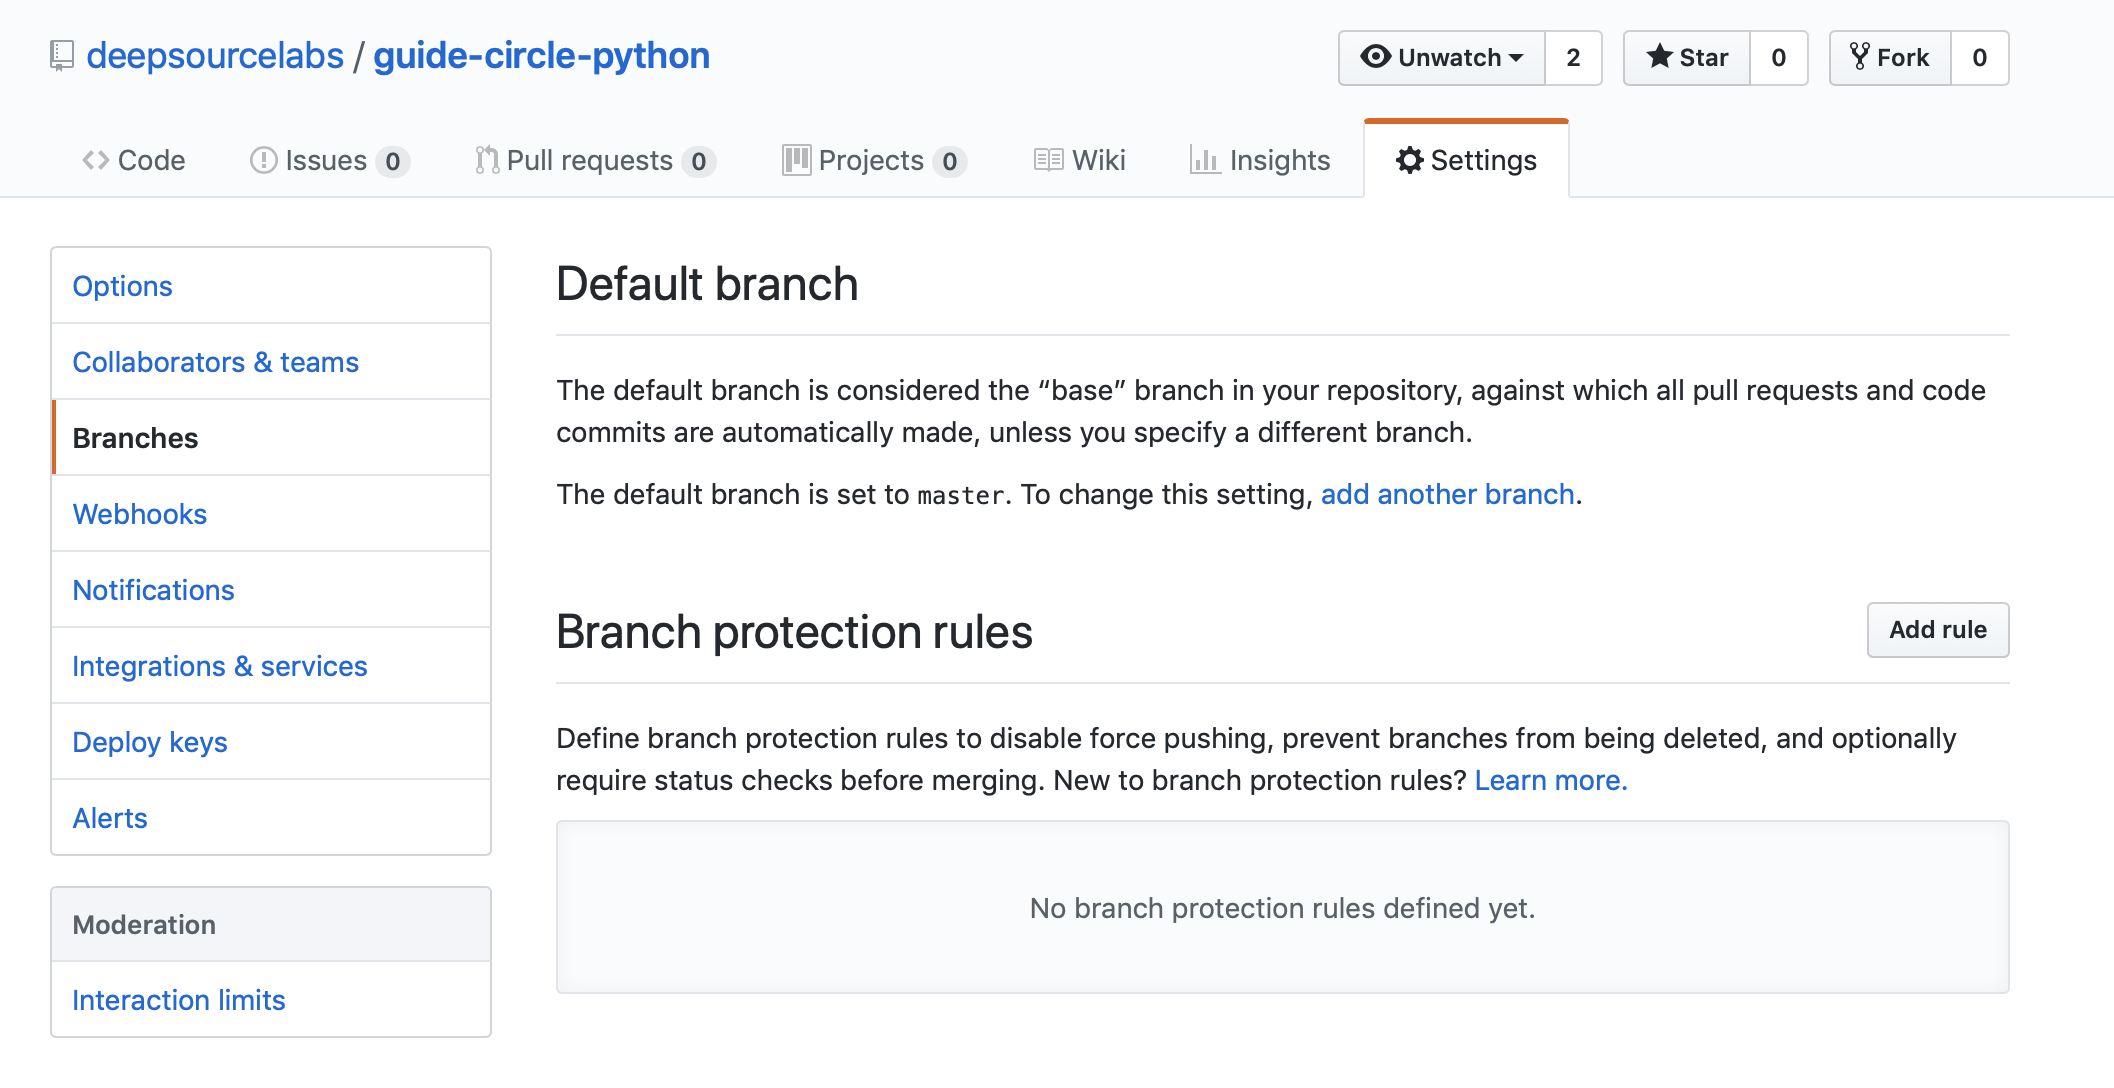 deepsourcelabs / guide-circle-python
Unwatch 2 Star 0 Fork 0
Code Issues 0 Pull requests 0 Projects 0 Wiki Insights Settings
Options
Collaborators & teams
Branches
Webhooks
Notifications
Integrations & services
Deploy keys
Alerts
Moderation
Interaction limits
Default branch
The default branch is considered the “base” branch in your repository, against which all pull requests and code
commits are automatically made, unless you specify a different branch.
The default branch is set to master. To change this setting, add another branch.
Branch protection rules
Add rule
Define branch protection rules to disable force pushing, prevent branches from being deleted, and optionally
require status checks before merging. New to branch protection rules? Learn more.
No branch protection rules defined yet.